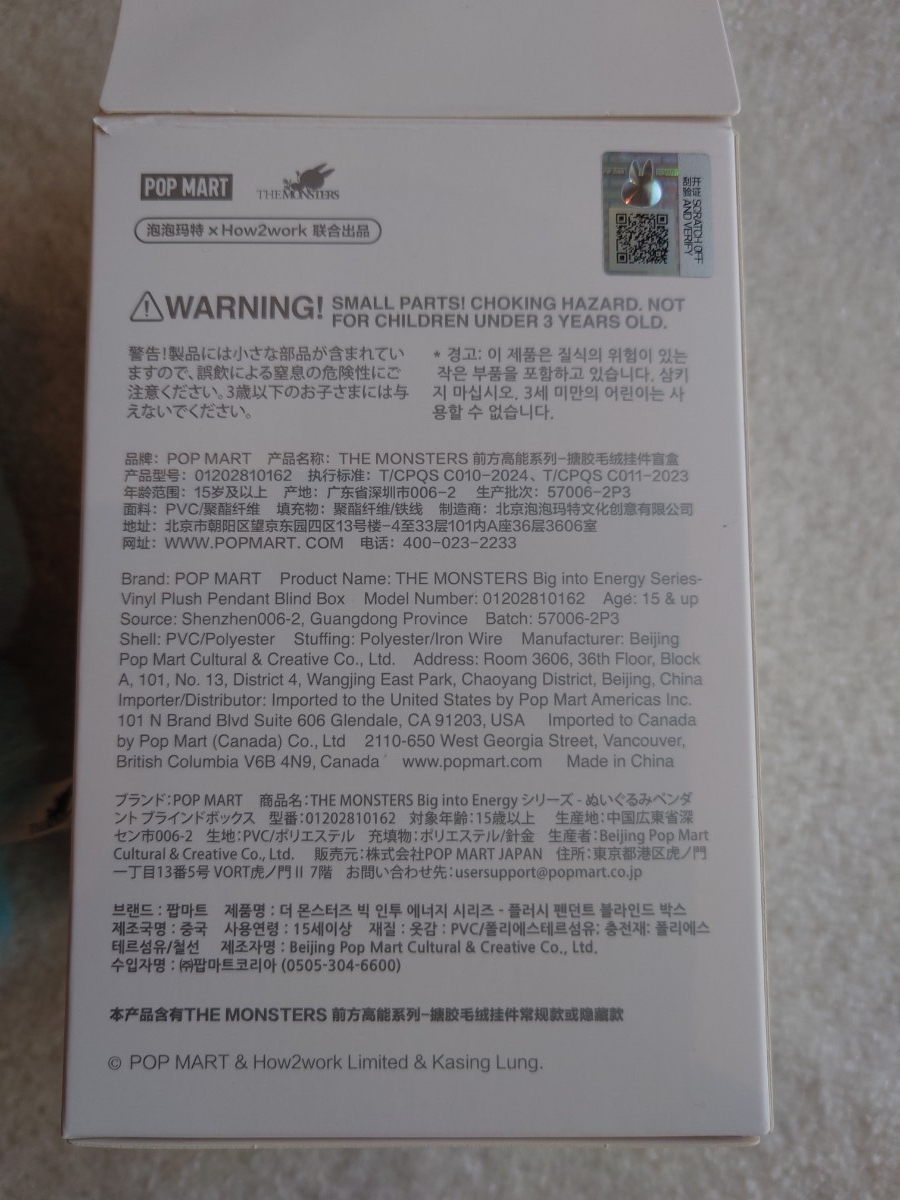 POP MART THE MONSTERS
泡泡玛特 × How2work 联合出品
开 证 SCRATCH OFF
刮 验 AND VERIFY
WARNING! SMALL PARTS! CHOKING HAZARD. NOT
FOR CHILDREN UNDER 3 YEARS OLD.
警告!製品には小さな部品が含まれてい
ますので、誤飲による窒息の危険性にご
注意ください。3歳以下のお子さまには与
えないでください。
* 경고: 이 제품은 질식의 위험이 있는
작은 부품을 포함하고 있습니다. 삼키
지 마십시오. 3세 미만의 어린이는 사
용할 수 없습니다.
品牌：POP MART 产品名称：THE MONSTERS 前方高能系列-搪胶毛绒挂件盲盒
产品型号：01202810162 执行标准：T/CPQS C010-2024、T/CPQS C011-2023
年龄范围：15岁及以上 产地：广东省深圳市006-2 生产批次：57006-2P3
面料：PVC/聚酯纤维 填充物：聚酯纤维/铁线 制造商：北京泡泡玛特文化创意有限公司
地址：北京市朝阳区望京东园四区13号楼-4至33层101内A座36层3606室
网址：WWW.POPMART. COM 电话：400-023-2233
Brand: POP MART Product Name: THE MONSTERS Big into Energy Series-
Vinyl Plush Pendant Blind Box Model Number: 01202810162 Age: 15 & up
Source: Shenzhen006-2, Guangdong Province Batch: 57006-2P3
Shell: PVC/Polyester Stuffing: Polyester/Iron Wire Manufacturer: Beijing
Pop Mart Cultural & Creative Co., Ltd. Address: Room 3606, 36th Floor, Block
A, 101, No. 13, District 4, Wangjing East Park, Chaoyang District, Beijing, China
Importer/Distributor: Imported to the United States by Pop Mart Americas Inc.
101 N Brand Blvd Suite 606 Glendale, CA 91203, USA Imported to Canada
by Pop Mart (Canada) Co., Ltd 2110-650 West Georgia Street, Vancouver,
British Columbia V6B 4N9, Canada www.popmart.com Made in China
ブランド:POP MART 商品名:THE MONSTERS Big into Energy シリーズ - ぬいぐるみペンダ
ント ブラインドボックス 型番:01202810162 対象年齢:15歳以上 生産地:中国広東省深
セン市006-2 生地:PVC/ポリエステル 充填物:ポリエステル/針金 生産者:Beijing Pop Mart
Cultural & Creative Co., Ltd. 販売元:株式会社POP MART JAPAN 住所:東京都港区虎ノ門
一丁目13番5号 VORT虎ノ門Ⅱ 7階 お問い合わせ先:usersupport@popmart.co.jp
브랜드 : 팝마트 제품명 : 더 몬스터즈 빅 인투 에너지 시리즈 - 플러시 펜던트 블라인드 박스
제조국명 : 중국 사용연령 : 15세이상 재질 : 옷감 : PVC/폴리에스테르섬유; 충전재: 폴리에스
테르섬유/철선 제조자명 : Beijing Pop Mart Cultural & Creative Co., Ltd.
수입자명 : ㈜팝마트코리아 (0505-304-6600)
本产品含有THE MONSTERS 前方高能系列-搪胶毛绒挂件常规款或隐藏款
© POP MART & How2work Limited & Kasing Lung.